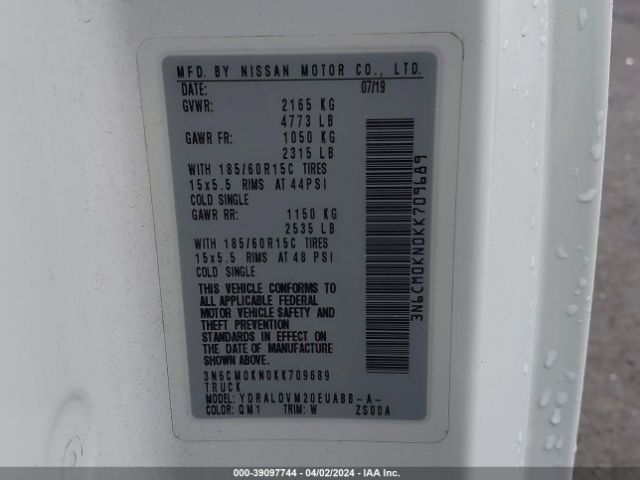 MFD. BY NISSAN MOTOR CO., LTD.
DATE: 07/19
GVWR: 2165 KG
4773 LB
GAWR FR: 1050 KG
2315 LB
WITH 185/60R15C TIRES
15x5.5 RIMS AT 44PSI
COLD SINGLE
GAWR RR: 1150 KG
2535 LB
WITH 185/60R15C TIRES
15x5.5 RIMS AT 48 PSI
COLD SINGLE
THIS VEHICLE CONFORMS TO
ALL APPLICABLE FEDERAL
MOTOR VEHICLE SAFETY AND
THEFT PREVENTION
STANDARDS IN EFFECT ON
THE DATE OF MANUFACTURE
SHOWN ABOVE.
3N6CM0KN0KK709689
TRUCK
MODEL: YDRALDVM20EUABB-A-
COLOR: QM1 TRIM: W ZS00A
3N6CM0KN0KK709689
000-39097744 - 04/02/2024 - IAA Inc.